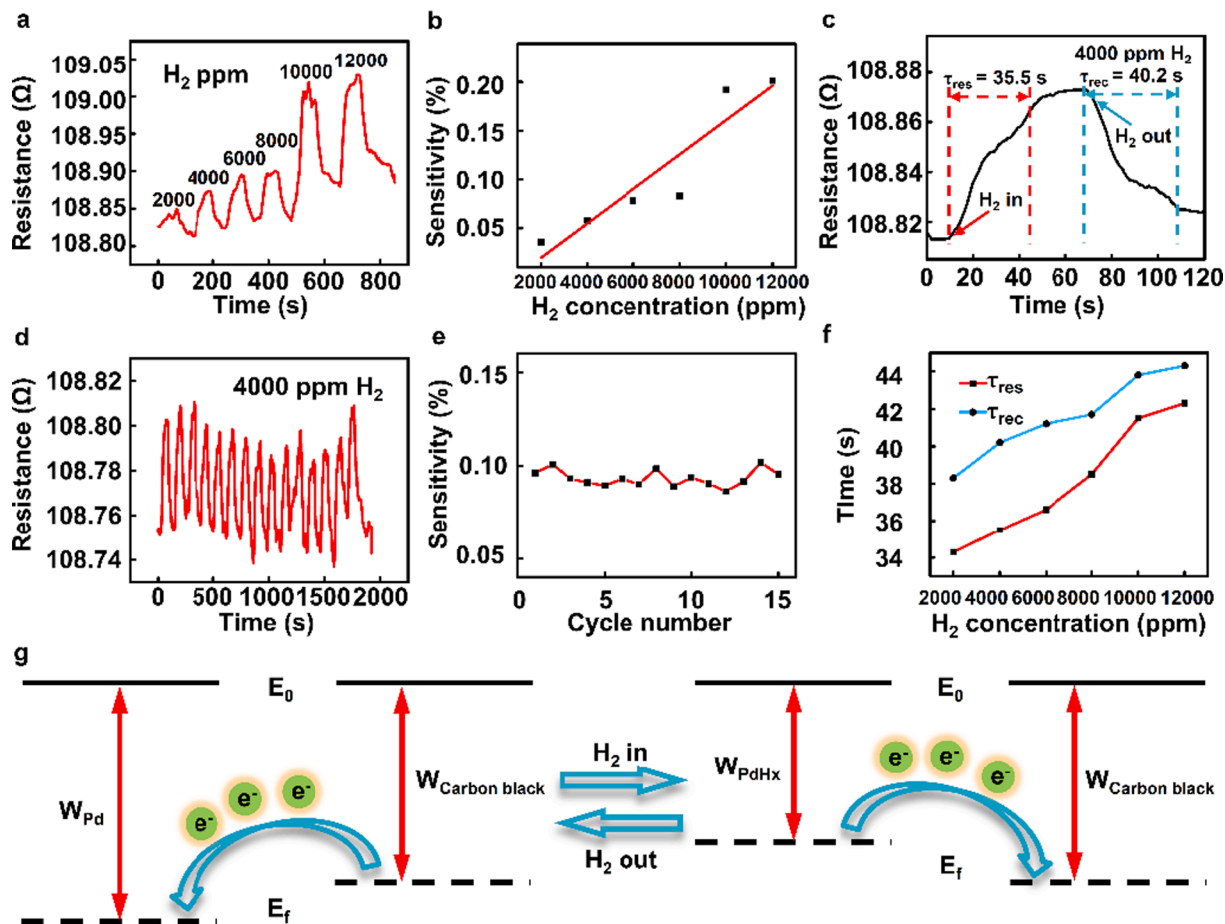 a
H₂ ppm
2000
4000
6000
8000
10000
12000
109.05
109.00
108.95
108.90
108.85
108.80
Resistance (Ω)
0 200 400 600 800
Time (s)
b
0.20
0.15
0.10
0.05
Sensitivity (%)
2000 4000 6000 8000 10000 12000
H₂ concentration (ppm)
c
4000 ppm H₂
τres = 35.5 s
τrec = 40.2 s
H₂ out
H₂ in
108.88
108.86
108.84
108.82
Resistance (Ω)
0 20 40 60 80 100 120
Time (s)
d
4000 ppm H₂
108.82
108.80
108.78
108.76
108.74
Resistance (Ω)
0 500 1000 1500 2000
Time (s)
e
0.15
0.10
0.05
Sensitivity (%)
0 5 10 15
Cycle number
f
τres
τrec
44
42
40
38
36
34
TIme (s)
2000 4000 6000 8000 10000 12000
H₂ concentration (ppm)
g
E₀
E₀
WPd
e⁻ e⁻ e⁻
WCarbon black
H₂ in
H₂ out
WPdHx
e⁻ e⁻ e⁻
WCarbon black
Ef
Ef